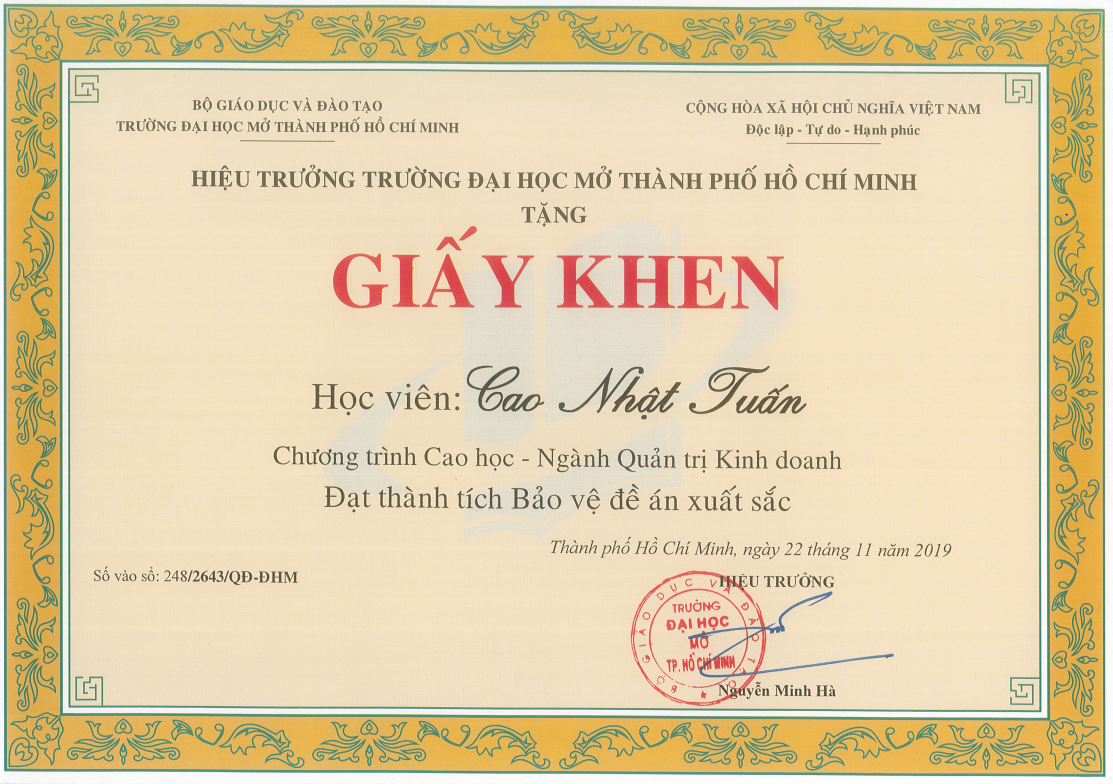 BỘ GIÁO DỤC VÀ ĐÀO TẠO
TRƯỜNG ĐẠI HỌC MỞ THÀNH PHỐ HỒ CHÍ MINH
CỘNG HÒA XÃ HỘI CHỦ NGHĨA VIỆT NAM
Độc lập - Tự do - Hạnh phúc
HIỆU TRƯỞNG TRƯỜNG ĐẠI HỌC MỞ THÀNH PHỐ HỒ CHÍ MINH
TẶNG
GIẤY KHEN
Học viên: Cao Nhật Tuấn
Chương trình Cao học - Ngành Quản trị Kinh doanh
Đạt thành tích Bảo vệ đề án xuất sắc
Thành phố Hồ Chí Minh, ngày 22 tháng 11 năm 2019
Số vào sổ: 248/2643/QĐ-ĐHM
HIỆU TRƯỞNG
BỘ GIÁO DỤC VÀ ĐÀO TẠO
TRƯỜNG
ĐẠI HỌC
MỞ
TP. HỒ CHÍ MINH
Nguyễn Minh Hà